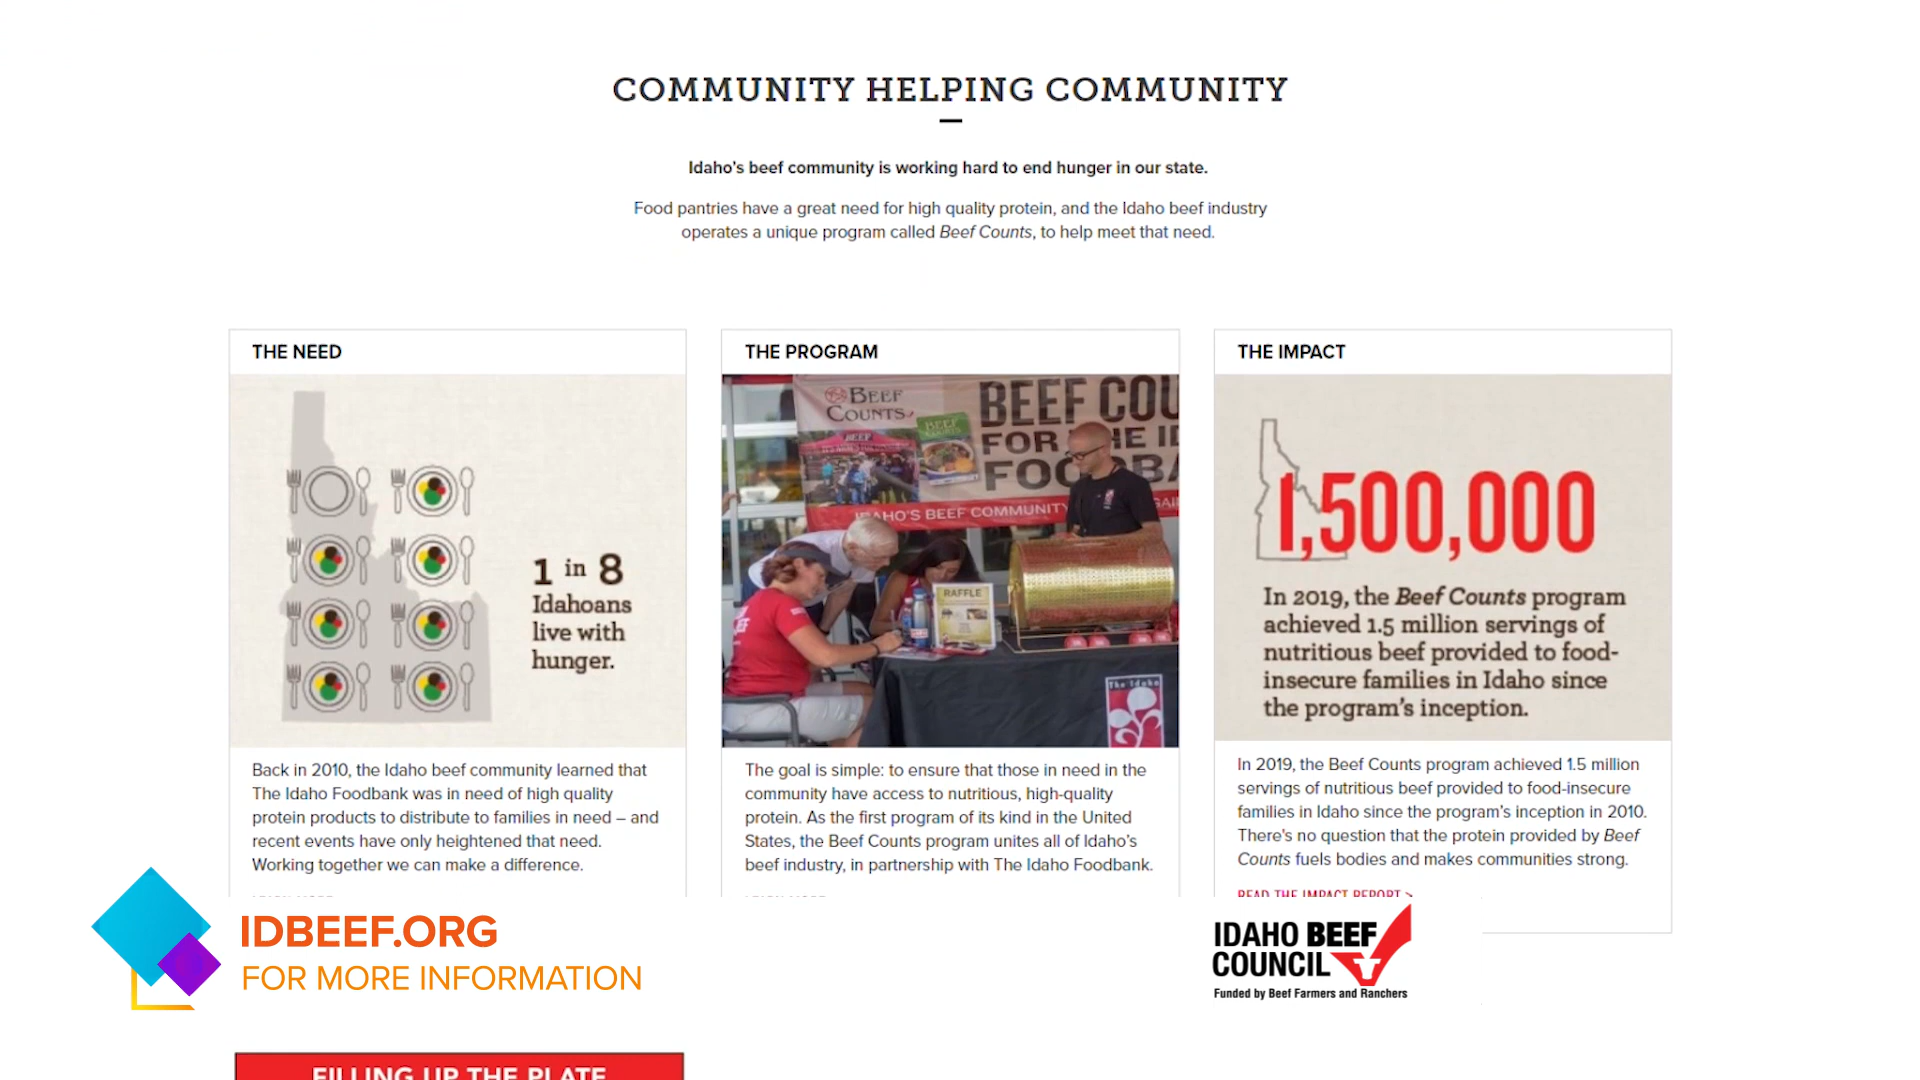 COMMUNITY HELPING COMMUNITY
Idaho's beef community is working hard to end hunger in our state.
Food pantries have a great need for high quality protein, and the Idaho beef industry
operates a unique program called Beef Counts, to help meet that need.
THE NEED
1 in 8
Idahoans
live with
hunger.
Back in 2010, the Idaho beef community learned that
The Idaho Foodbank was in need of high quality
protein products to distribute to families in need – and
recent events have only heightened that need.
Working together we can make a difference.
THE PROGRAM
BEEF
COUNTS
BEEF COU
FOR THE ID
FOODBA
BEEF
IDAHO'S BEEF COMMUNITY
RAFFLE
The Idaho
The goal is simple: to ensure that those in need in the
community have access to nutritious, high-quality
protein. As the first program of its kind in the United
States, the Beef Counts program unites all of Idaho's
beef industry, in partnership with The Idaho Foodbank.
THE IMPACT
1,500,000
In 2019, the Beef Counts program
achieved 1.5 million servings of
nutritious beef provided to food-
insecure families in Idaho since
the program's inception.
In 2019, the Beef Counts program achieved 1.5 million
servings of nutritious beef provided to food-insecure
families in Idaho since the program's inception in 2010.
There's no question that the protein provided by Beef
Counts fuels bodies and makes communities strong.
READ THE IMPACT REPORT >
IDBEEF.ORG
FOR MORE INFORMATION
IDAHO BEEF
COUNCIL
Funded by Beef Farmers and Ranchers
FILLING UP THE PLATE